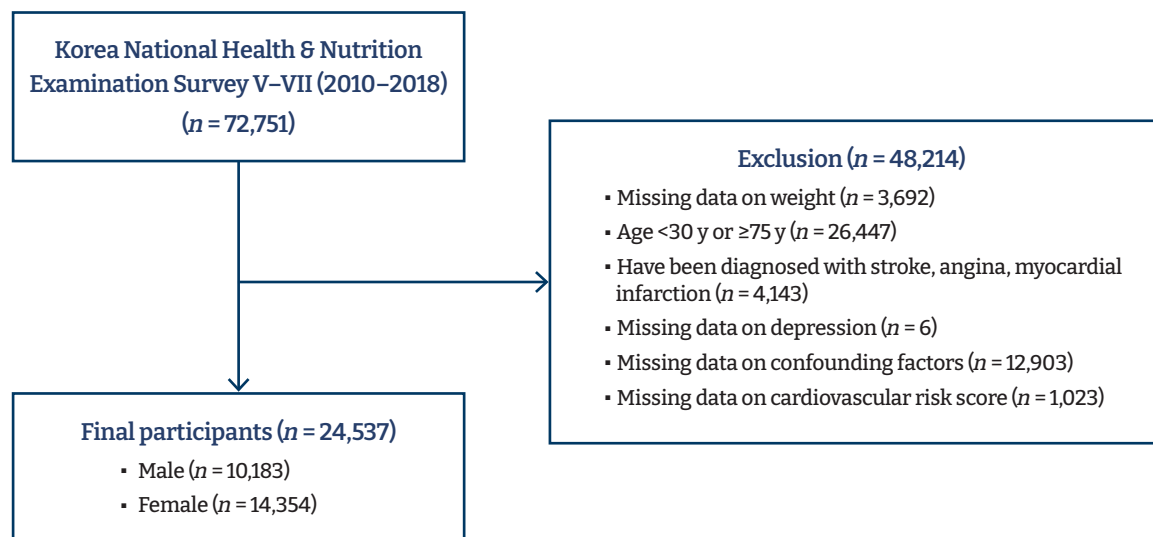 Korea National Health & Nutrition
Examination Survey V–VII (2010–2018)
(n = 72,751)
Exclusion (n = 48,214)
▪ Missing data on weight (n = 3,692)
▪ Age <30 y or ≥75 y (n = 26,447)
▪ Have been diagnosed with stroke, angina, myocardial
infarction (n = 4,143)
▪ Missing data on depression (n = 6)
▪ Missing data on confounding factors (n = 12,903)
▪ Missing data on cardiovascular risk score (n = 1,023)
Final participants (n = 24,537)
▪ Male (n = 10,183)
▪ Female (n = 14,354)